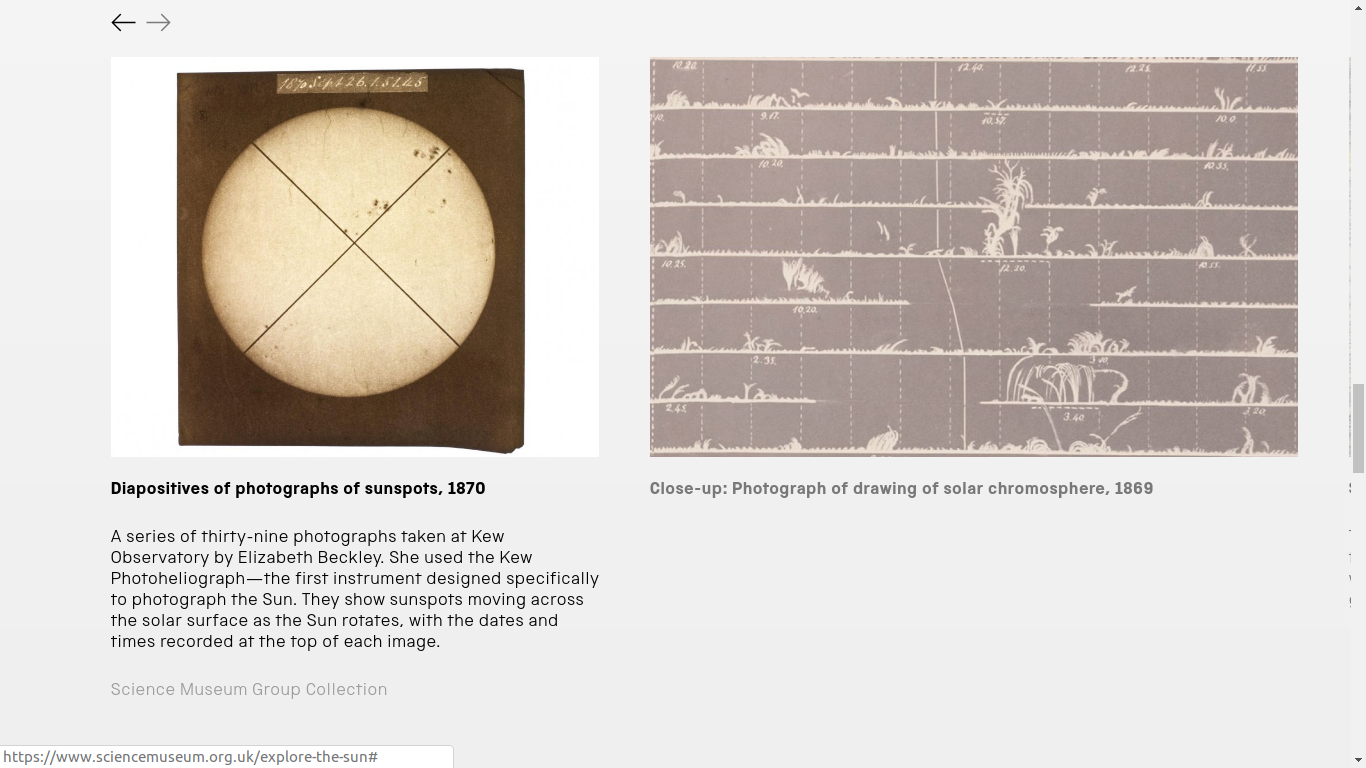 1870 Sept 26. 1.51.45
10.20.
12.40.
12.25.
11.55
9.17.
10.37.
10.0
10.20.
10.35.
10.25.
12.20.
10.55.
10.20.
2.35.
3.20.
2.45.
3.40.
Diapositives of photographs of sunspots, 1870
A series of thirty-nine photographs taken at Kew
Observatory by Elizabeth Beckley. She used the Kew
Photoheliograph—the first instrument designed specifically
to photograph the Sun. They show sunspots moving across
the solar surface as the Sun rotates, with the dates and
times recorded at the top of each image.
Science Museum Group Collection
Close-up: Photograph of drawing of solar chromosphere, 1869
https://www.sciencemuseum.org.uk/explore-the-sun#